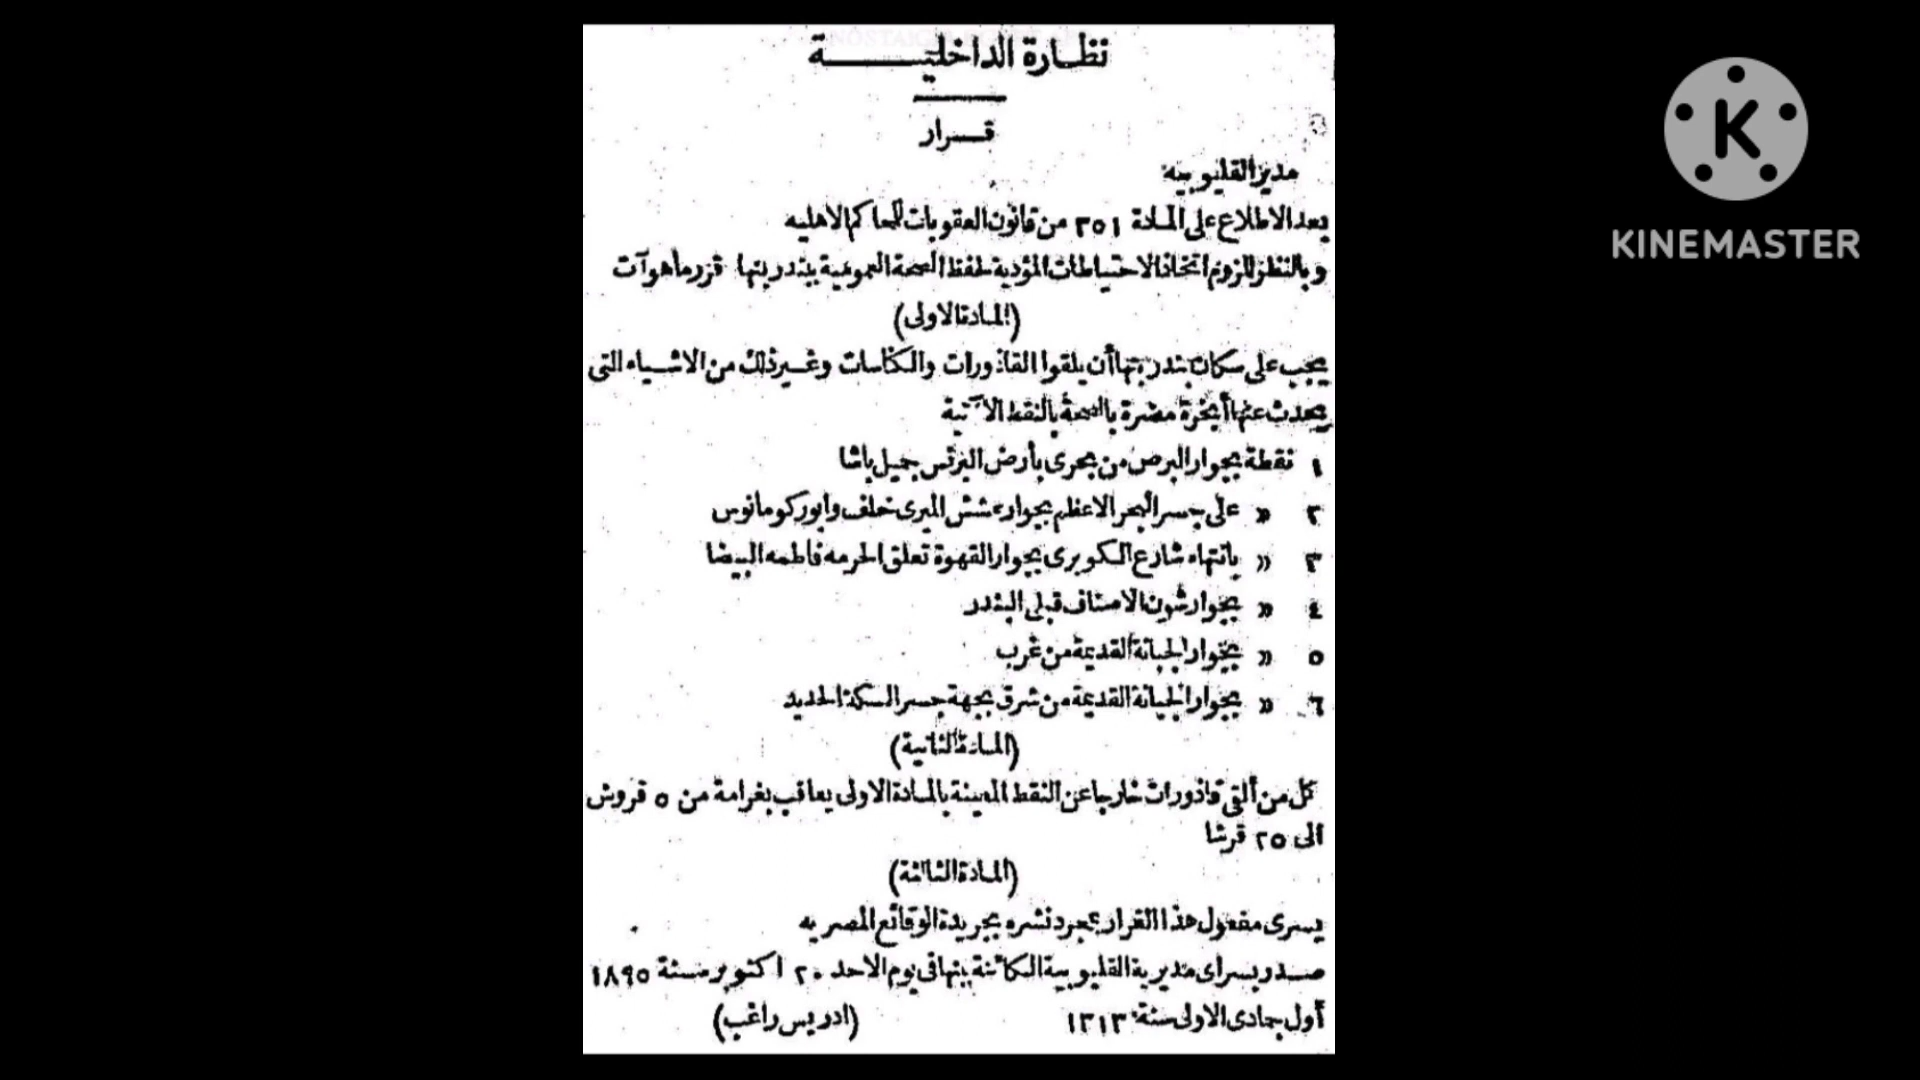 نظارة الداخلية
قرار
مدير القليوبيه
بعد الاطلاع على المادة ٣٥١ من قانون العقوبات للمحاكم الاهليه
وبالنظر للزوم اتخاذ الاحتياطات المؤدية لحفظ الصحة العمومية ببندر بنها قرر ما هو آت
(المادة الاولى)
يجب على سكان بندر بنها أن يلقوا القاذورات والكناسات وغير ذلك من الاشياء التى
يحدث عنها أبخرة مضرة بالصحة بالنقط الآتية
١ نقطة بجوار البرص من بحرى بأرض البرنس جميل باشا
٢ » على جسر البحر الاعظم بجوار شش الميرى خلف وابور كومانوس
٣ » بانتهاء شارع الكوبرى بجوار القهوة تعلق الحرمه فاطمه البيضا
٤ » بجوار شون الاصناف قبلى البندر
٥ » بجوار الجبانة القديمة من غرب
٦ » بجوار الجبانة القديمة من شرق بجهة جسر السكة الحديد
(المادة الثانية)
كل من ألقى قاذورات خارجا عن النقط المبينة بالمادة الاولى يعاقب بغرامة من ٥ قروش
الى ٢٥ قرشا
(المادة الثالثة)
يسرى مفعول هذا القرار بمجرد نشره بجريدة الوقائع المصريه
صدر بسراى مديرية القليوبية الكائنة ببنها فى يوم الاحد ٢٠ اكتوبر سنة ١٨٩٥
أول جمادى الاولى سنة ١٣١٣ (ادريس راغب)
KINEMASTER